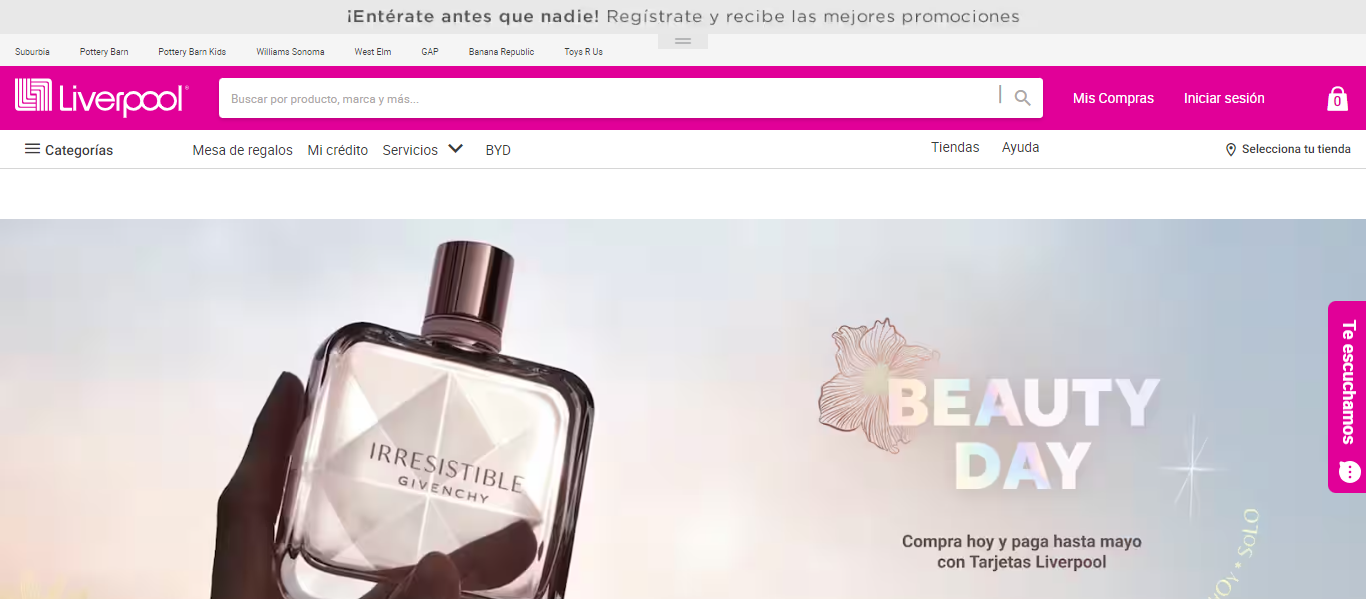 ¡Entérate antes que nadie! Regístrate y recibe las mejores promociones
Suburbia Pottery Barn Pottery Barn Kids Williams Sonoma West Elm GAP Banana Republic Toys R Us
Liverpool
Buscar por producto, marca y más...
Mis Compras Iniciar sesión 0
Categorías Mesa de regalos Mi crédito Servicios BYD Tiendas Ayuda Selecciona tu tienda
IRRESISTIBLE
GIVENCHY
BEAUTY
DAY
Compra hoy y paga hasta mayo
con Tarjetas Liverpool
HOY * SOLO
Te escuchamos